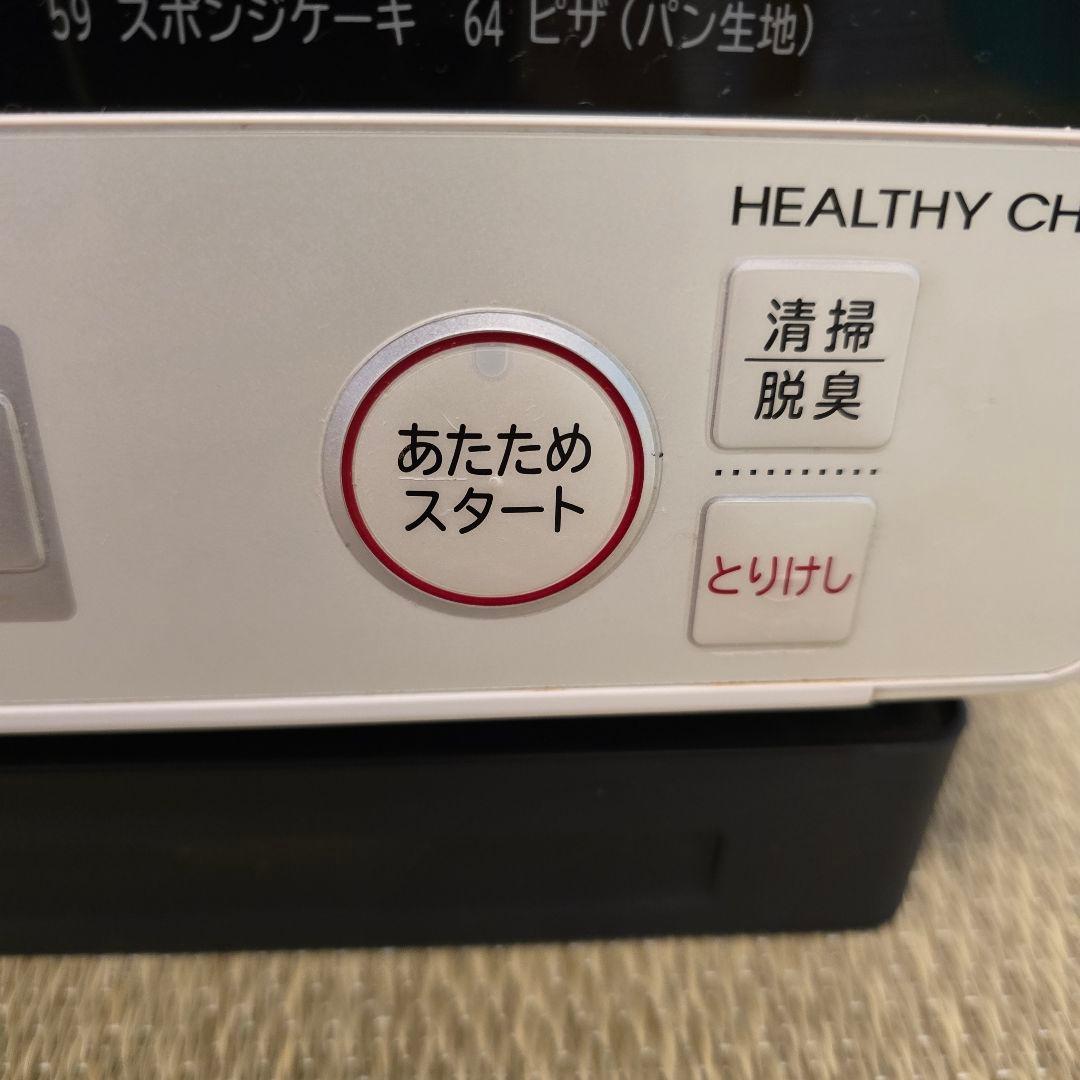 59 スポンジケーキ 64 ピザ(パン生地)
HEALTHY CH
清掃
脱臭
あたため
スタート
とりけし